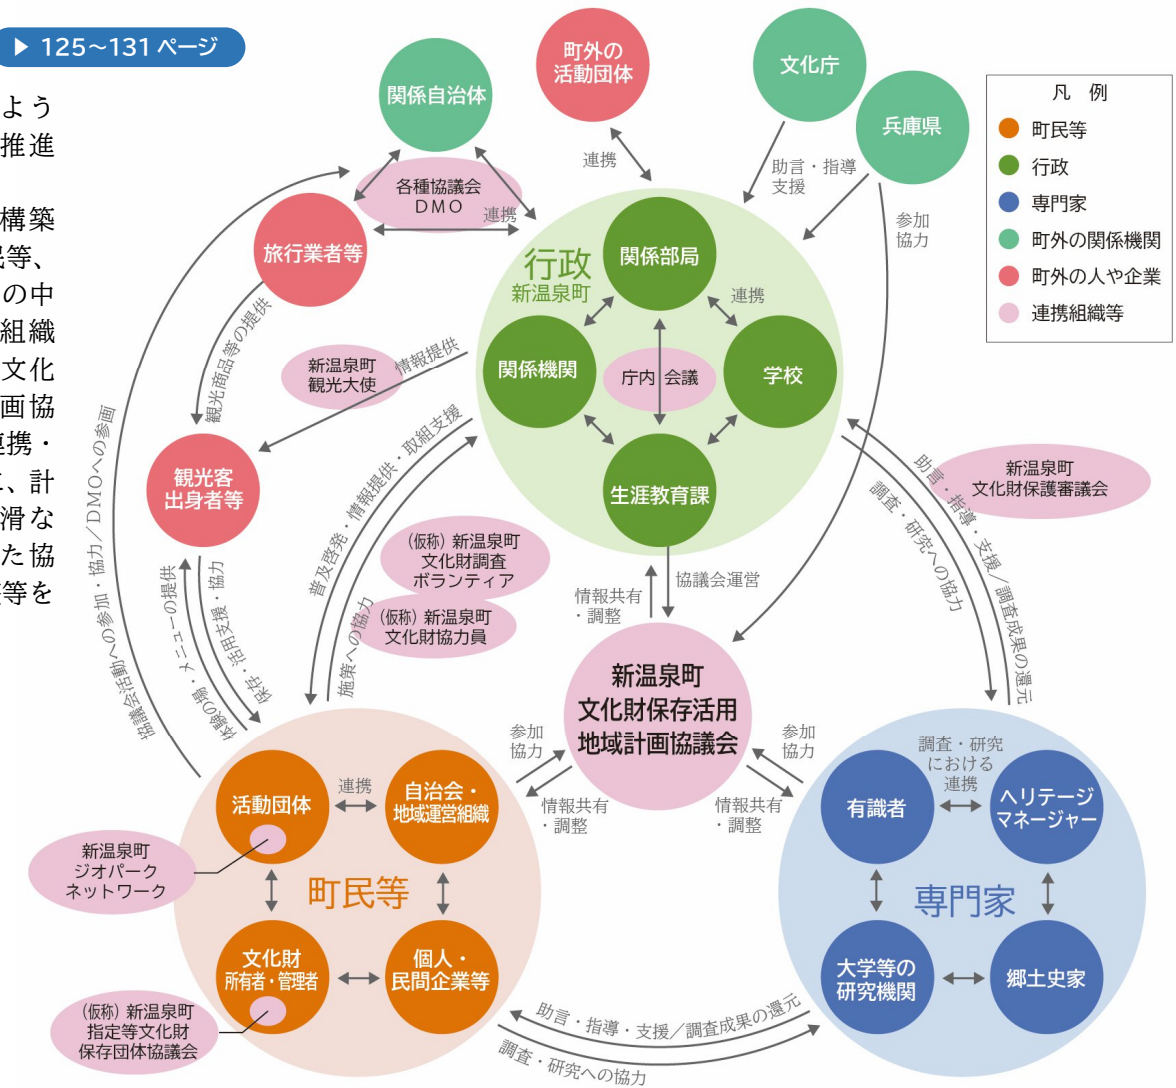 ▶ 125～131 ページ
よう
推進
構築
民等、
の中
組織
文化
画協
連携・
に、計
滑な
た協
護等を
関係自治体
町外の
活動団体
文化庁
兵庫県
凡 例
町民等
行政
専門家
町外の関係機関
町外の人や企業
連携組織等
連携
助言・指導
支援
参加
協力
各種協議会
DMO
連携
旅行業者等
行政
新温泉町
関係部局
連携
関係機関
庁内 会議
学校
生涯教育課
観光商品等の提供
新温泉町
観光大使
情報提供
観光客
出身者等
協議会活動への参加・協力／DMOへの参画
普及啓発・情報提供・取組支援
施策への協力
(仮称) 新温泉町
文化財調査
ボランティア
(仮称) 新温泉町
文化財協力員
体験の場・メニューの提供
保存・活用支援・協力
情報共有
・調整
協議会運営
新温泉町
文化財保護審議会
助言・指導・支援／調査成果の還元
調査・研究への協力
新温泉町
文化財保存活用
地域計画協議会
参加
協力
情報共有
・調整
参加
協力
情報共有
・調整
活動団体
連携
自治会・
地域運営組織
新温泉町
ジオパーク
ネットワーク
町民等
文化財
所有者・管理者
個人・
民間企業等
(仮称) 新温泉町
指定等文化財
保存団体協議会
調査・研究
における
連携
有識者
ヘリテージ
マネージャー
専門家
大学等の
研究機関
郷土史家
助言・指導・支援／調査成果の還元
調査・研究への協力